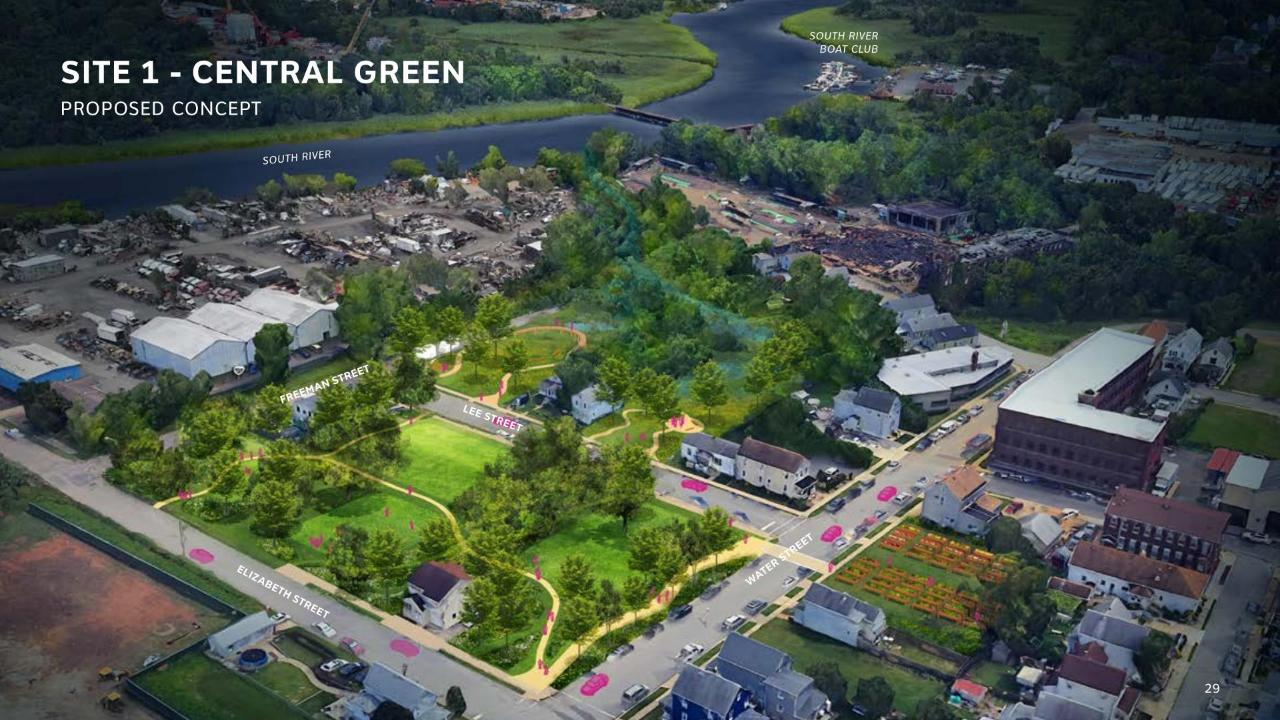 SITE 1 - CENTRAL GREEN
PROPOSED CONCEPT
SOUTH RIVER
BOAT CLUB
SOUTH RIVER
FREEMAN STREET
LEE STREET
WATER STREET
ELIZABETH STREET
29